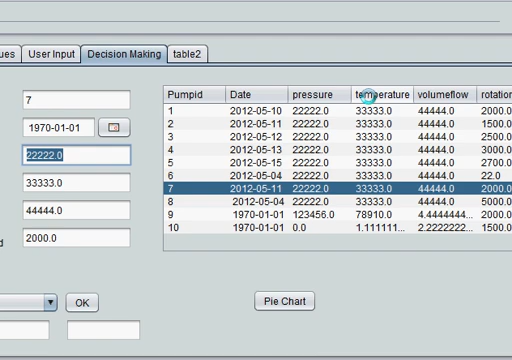 ues User Input Decision Making table2
7
1970-01-01
22222.0
33333.0
44444.0
d 2000.0
OK
Pumpid Date pressure temperature volumeflow rotation
1 2012-05-10 22222.0 33333.0 44444.0 2000.0
2 2012-05-11 22222.0 33333.0 44444.0 1500.0
3 2012-05-12 22222.0 33333.0 44444.0 2500.0
4 2012-05-13 22222.0 33333.0 44444.0 3000.0
5 2012-05-15 22222.0 33333.0 44444.0 2700.0
6 2012-05-04 22222.0 33333.0 44444.0 22.0
7 2012-05-11 22222.0 33333.0 44444.0 2000.0
8 2012-05-04 22222.0 33333.0 44444.0 5000.0
9 1970-01-01 123456.0 78910.0 4.4444444... 2000.0
10 1970-01-01 0.0 1.111111... 2.2222222... 1500.0
Pie Chart